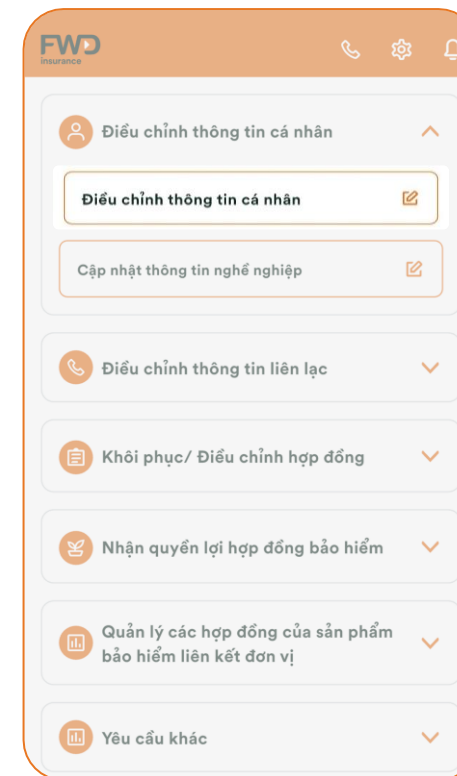 FWD
insurance
Điều chỉnh thông tin cá nhân
Điều chỉnh thông tin cá nhân
Cập nhật thông tin nghề nghiệp
Điều chỉnh thông tin liên lạc
Khôi phục/ Điều chỉnh hợp đồng
Nhận quyền lợi hợp đồng bảo hiểm
Quản lý các hợp đồng của sản phẩm
bảo hiểm liên kết đơn vị
Yêu cầu khác